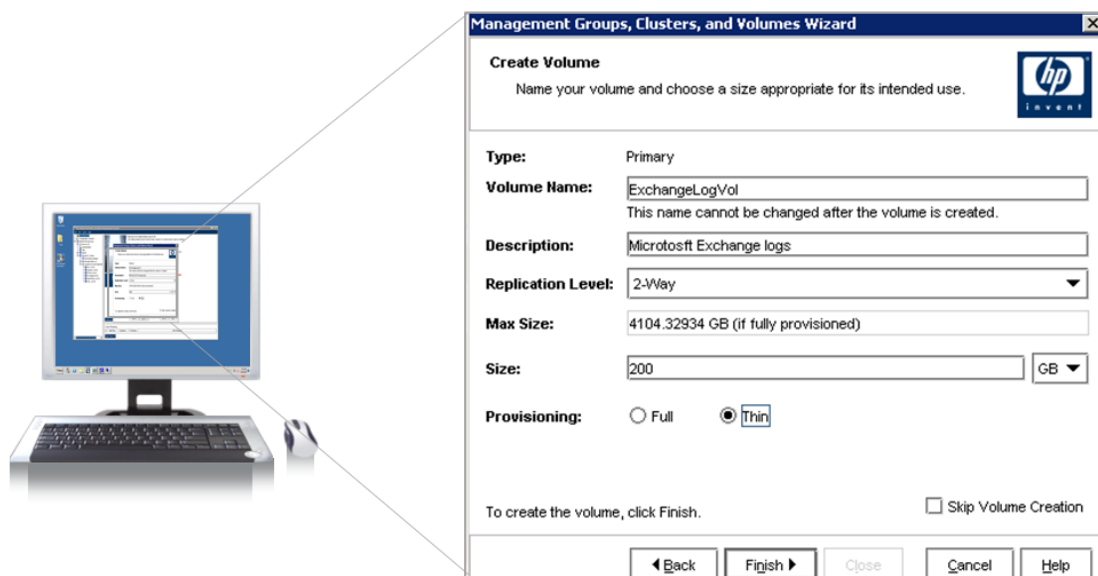 Management Groups, Clusters, and Volumes Wizard
Create Volume
Name your volume and choose a size appropriate for its intended use.
hp
invent
Type: Primary
Volume Name: ExchangeLogVol
This name cannot be changed after the volume is created.
Description: Microtosft Exchange logs
Replication Level: 2-Way
Max Size: 4104.32934 GB (if fully provisioned)
Size: 200 GB
Provisioning: Full Thin
To create the volume, click Finish.
Skip Volume Creation
Back Finish Close Cancel Help